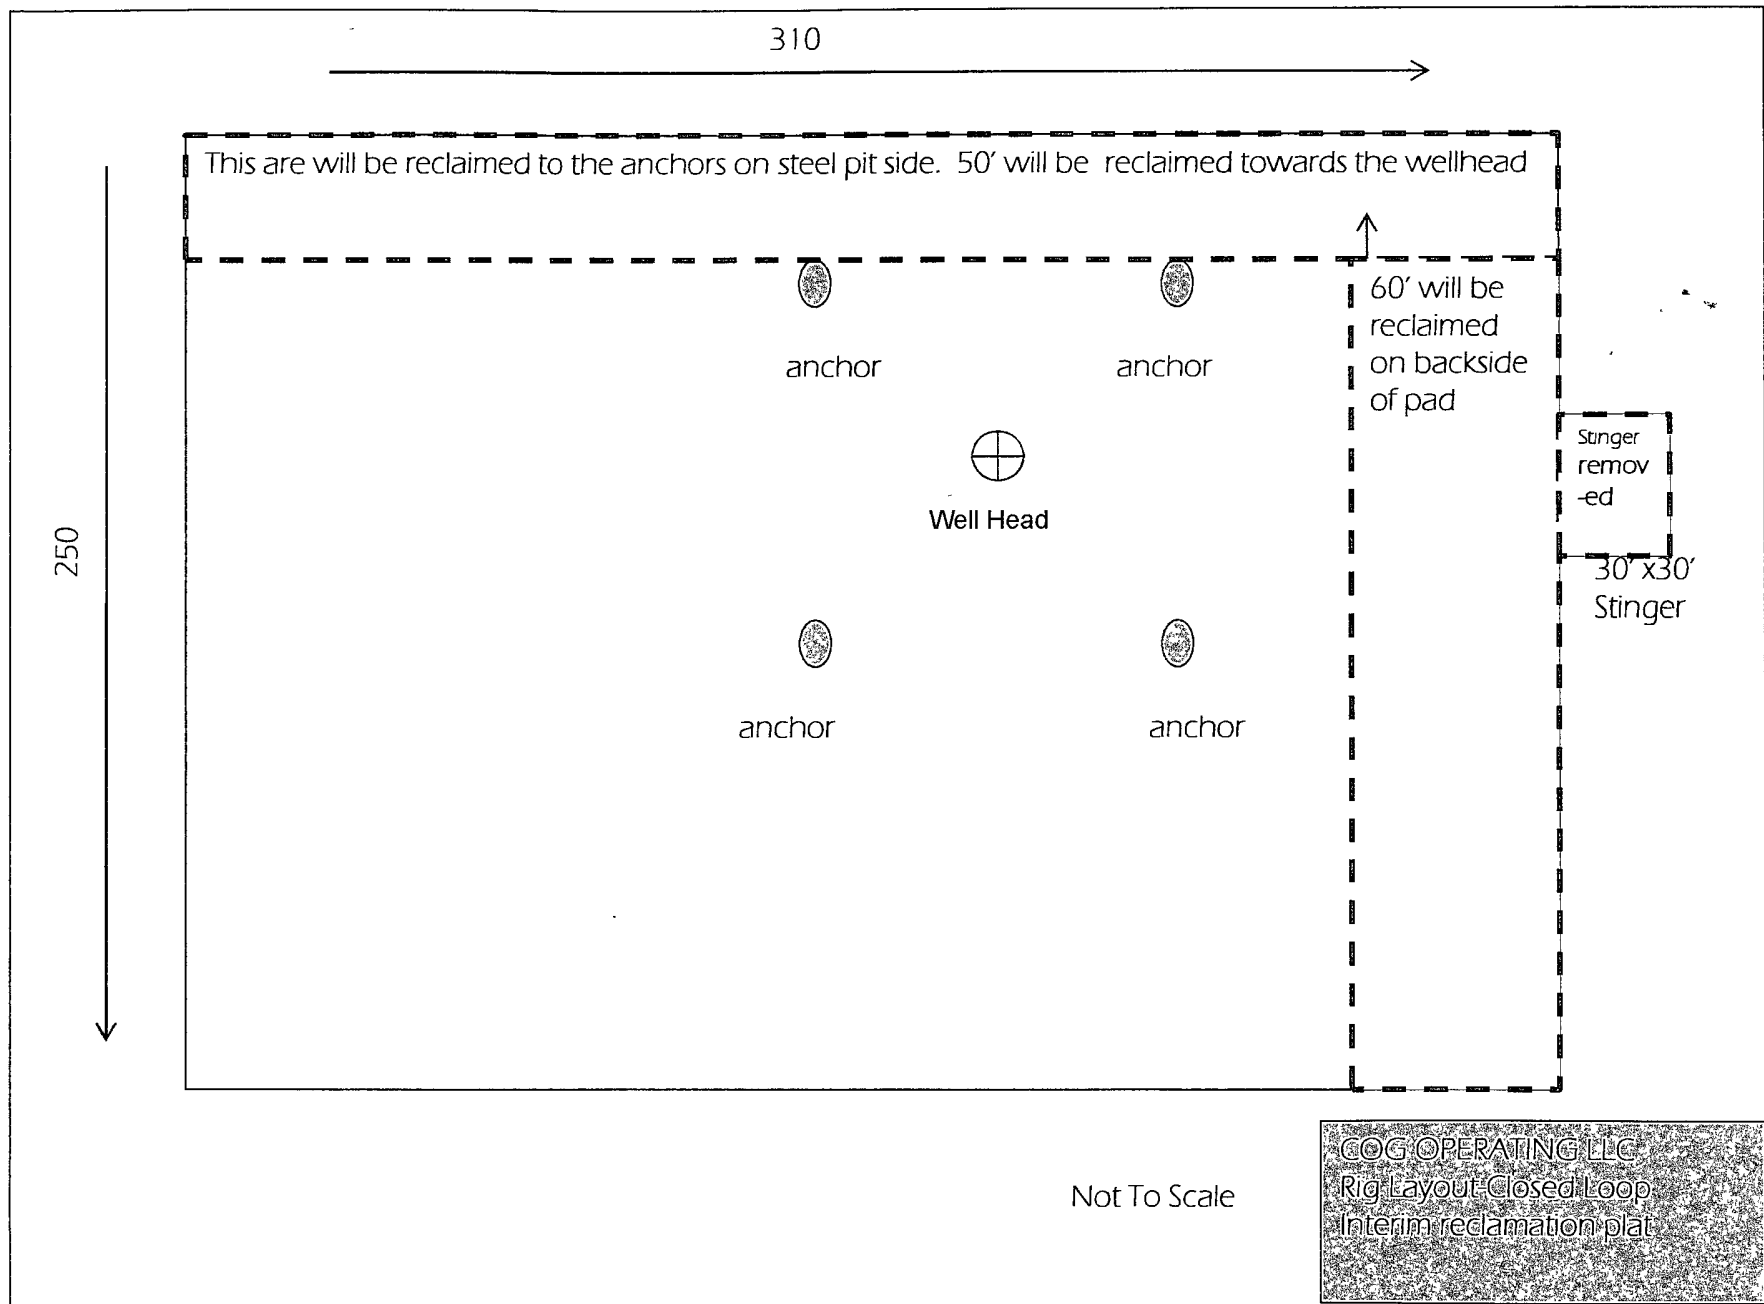 310
This are will be reclaimed to the anchors on steel pit side. 50' will be reclaimed towards the wellhead
60' will be
reclaimed
on backside
of pad
anchor
anchor
Stinger
remov
-ed
Well Head
250
30' x30'
Stinger
anchor
anchor
Not To Scale
COG OPERATING LLC
Rig Layout Closed Loop
Interim reclamation plat